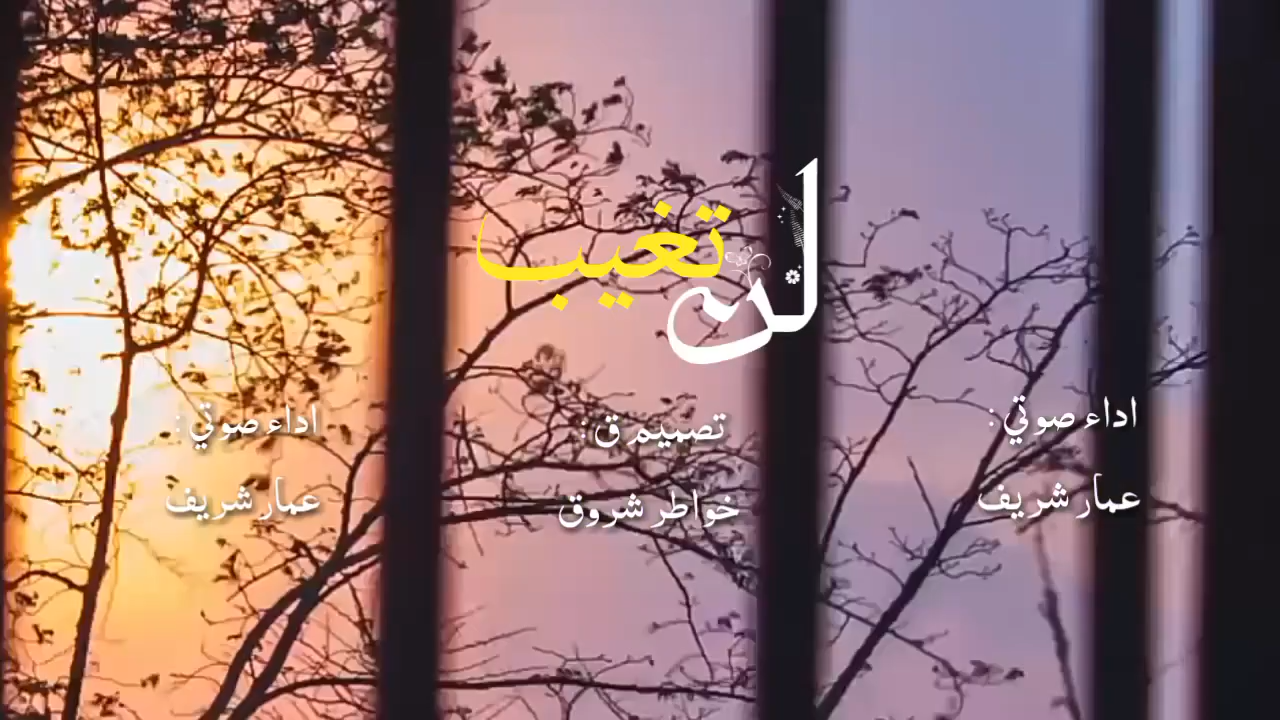 لن تغيب
اداء صوتي :
عمار شريف
تصميم ق :
خواطر شروق
اداء صوتي :
عمار شريف